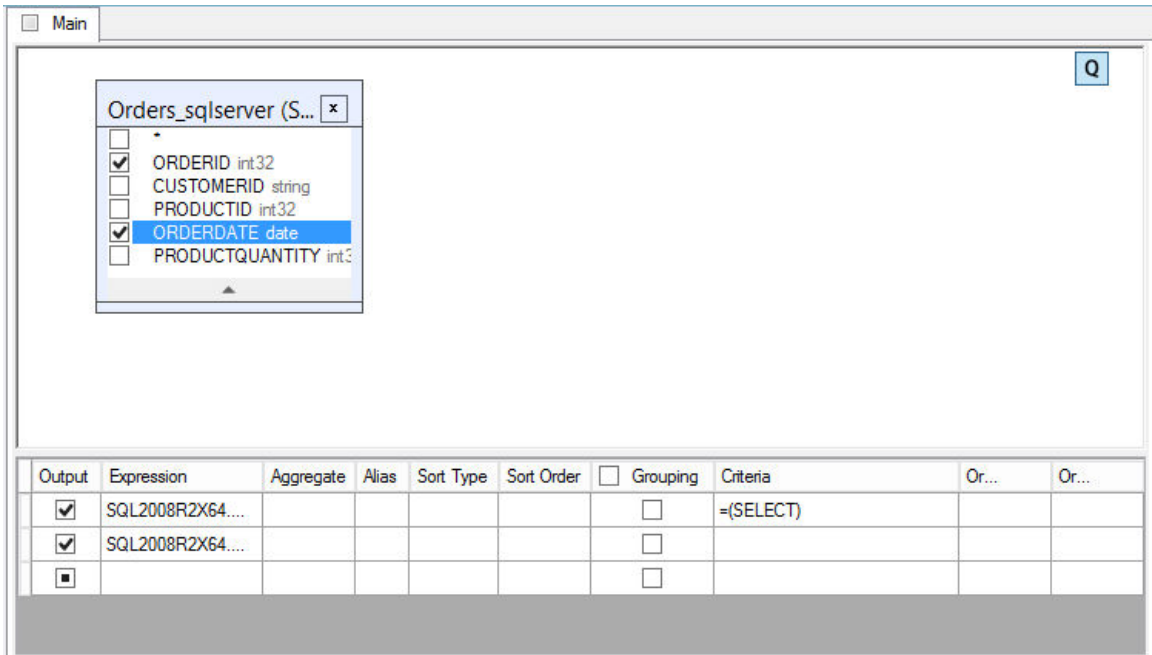 Main
Q
Orders_sqlserver (S... x
*
ORDERID int32
CUSTOMERID string
PRODUCTID int32
ORDERDATE date
PRODUCTQUANTITY int3
Output Expression Aggregate Alias Sort Type Sort Order Grouping Criteria Or... Or...
SQL2008R2X64.... =(SELECT)
SQL2008R2X64....